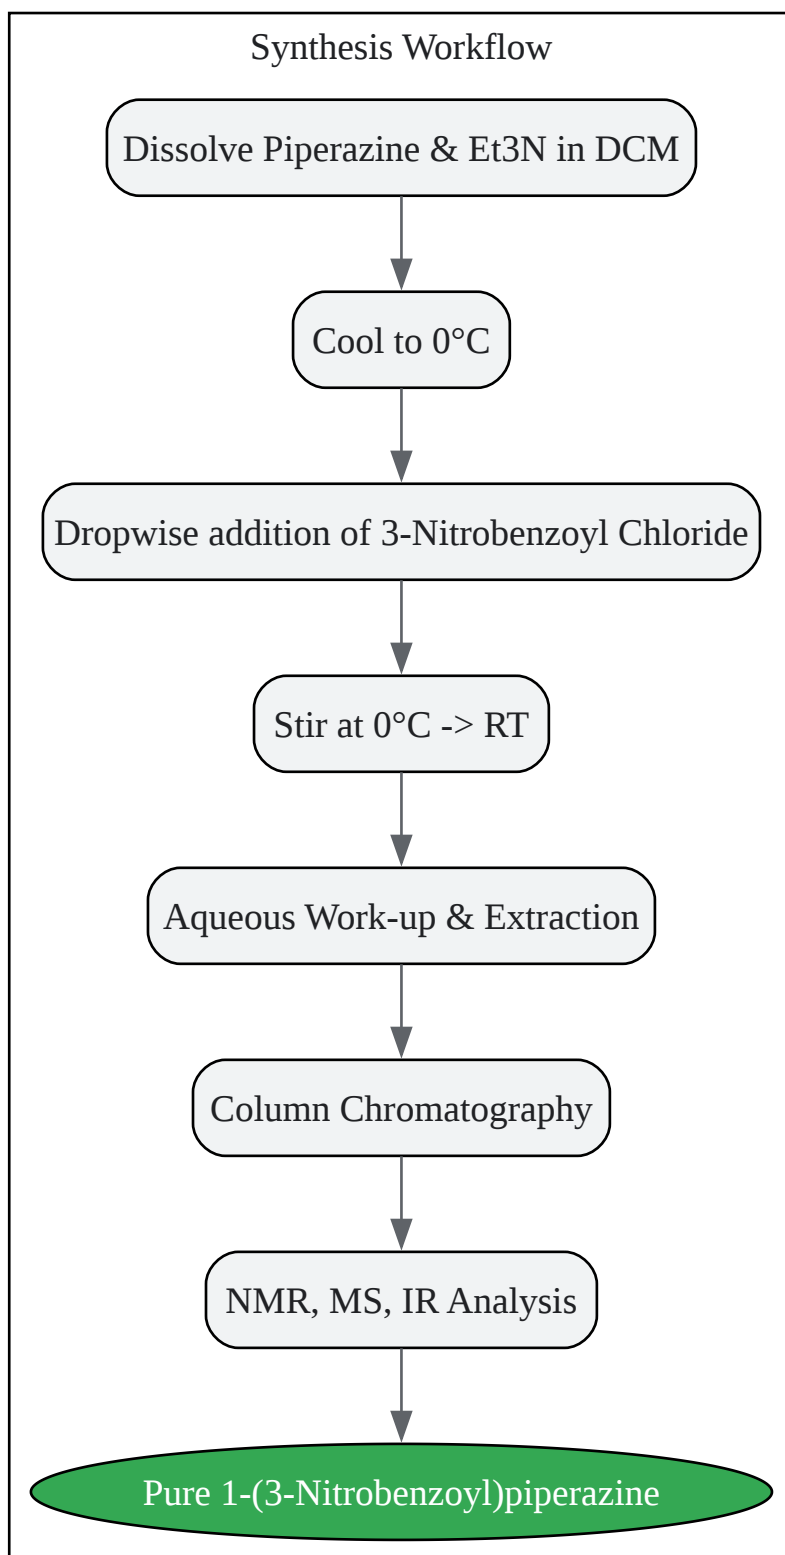 Synthesis Workflow
Dissolve Piperazine & Et3N in DCM
Cool to 0°C
Dropwise addition of 3-Nitrobenzoyl Chloride
Stir at 0°C -> RT
Aqueous Work-up & Extraction
Column Chromatography
NMR, MS, IR Analysis
Pure 1-(3-Nitrobenzoyl)piperazine